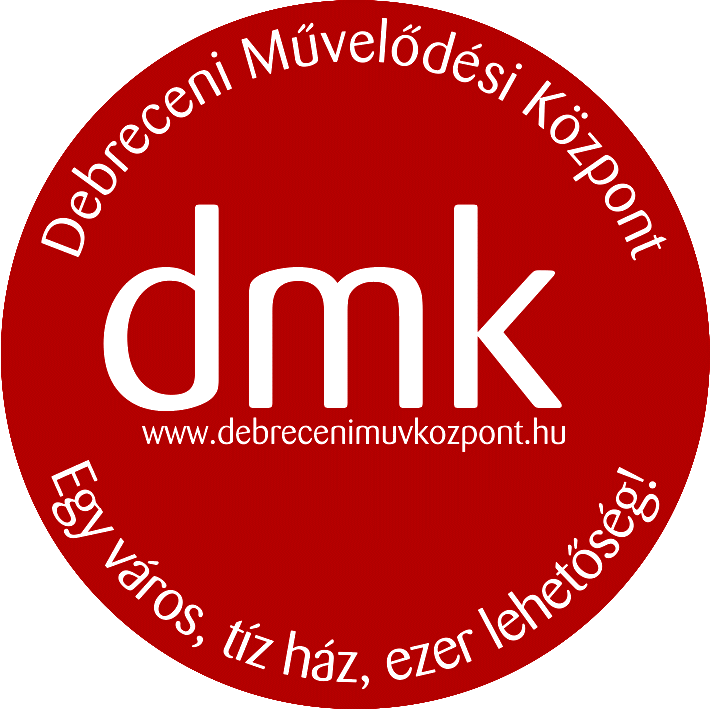 Debreceni Művelődési Központ
dmk
www.debrecenimuvkozpont.hu
Egy város, tíz ház, ezer lehetőség!